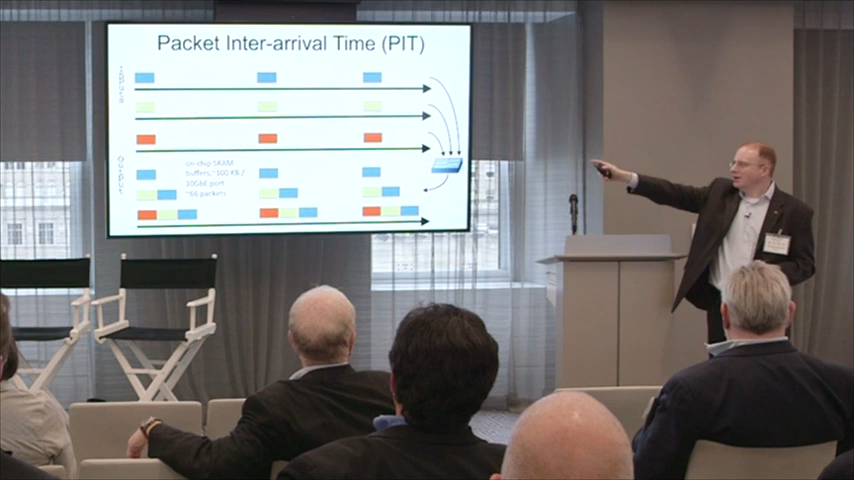 Packet Inter-arrival Time (PIT)
Inputs
Output
on-chip SRAM
buffers,~100 KB /
10GbE port
~66 packets